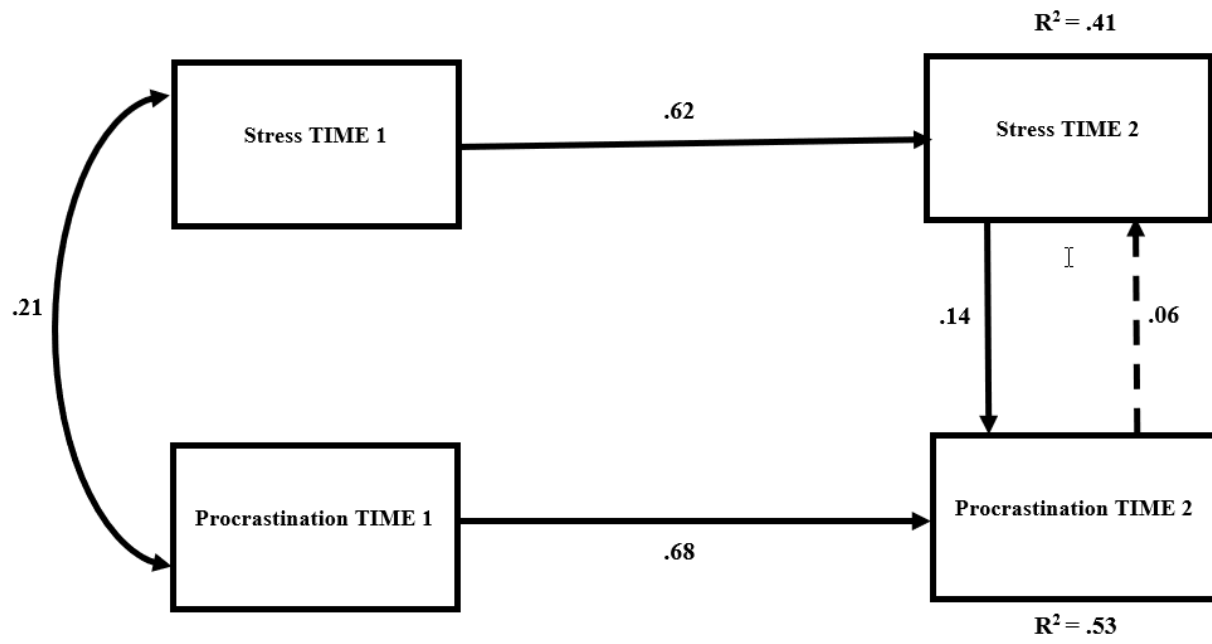 R² = .41
Stress TIME 1
.62
Stress TIME 2
.21
.14
.06
Procrastination TIME 1
.68
Procrastination TIME 2
R² = .53